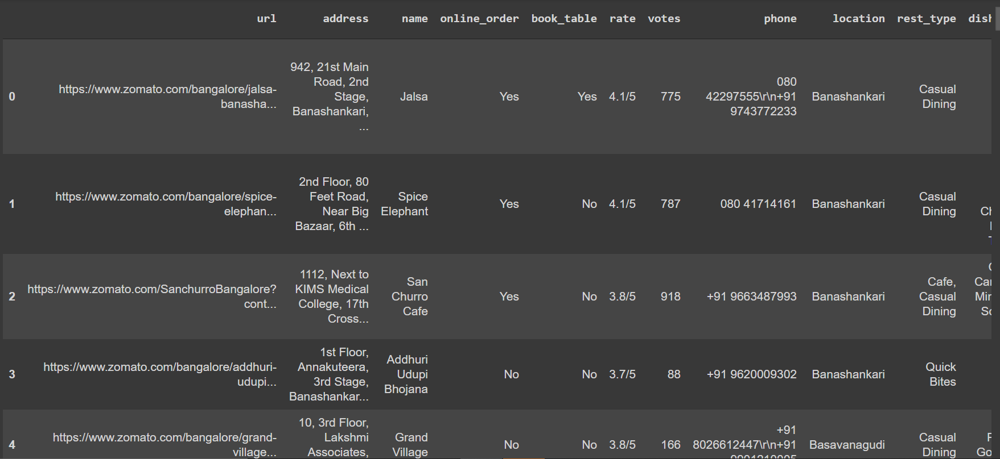 url address name online_order book_table rate votes phone location rest_type
0 https://www.zomato.com/bangalore/jalsa-banasha... 942, 21st Main Road, 2nd Stage, Banashankari, ... Jalsa Yes Yes 4.1/5 775 080 42297555\r\n+91 9743772233 Banashankari Casual Dining
1 https://www.zomato.com/bangalore/spice-elephan... 2nd Floor, 80 Feet Road, Near Big Bazaar, 6th ... Spice Elephant Yes No 4.1/5 787 080 41714161 Banashankari Casual Dining
2 https://www.zomato.com/SanchurroBangalore?cont... 1112, Next to KIMS Medical College, 17th Cross... San Churro Cafe Yes No 3.8/5 918 +91 9663487993 Banashankari Cafe, Casual Dining
3 https://www.zomato.com/bangalore/addhuri-udupi... 1st Floor, Annakuteera, 3rd Stage, Banashankar... Addhuri Udupi Bhojana No No 3.7/5 88 +91 9620009302 Banashankari Quick Bites
4 https://www.zomato.com/bangalore/grand-village... 10, 3rd Floor, Lakshmi Associates, Grand Village No No 3.8/5 166 +91 8026612447\r\n+91 Basavanagudi Casual Dining